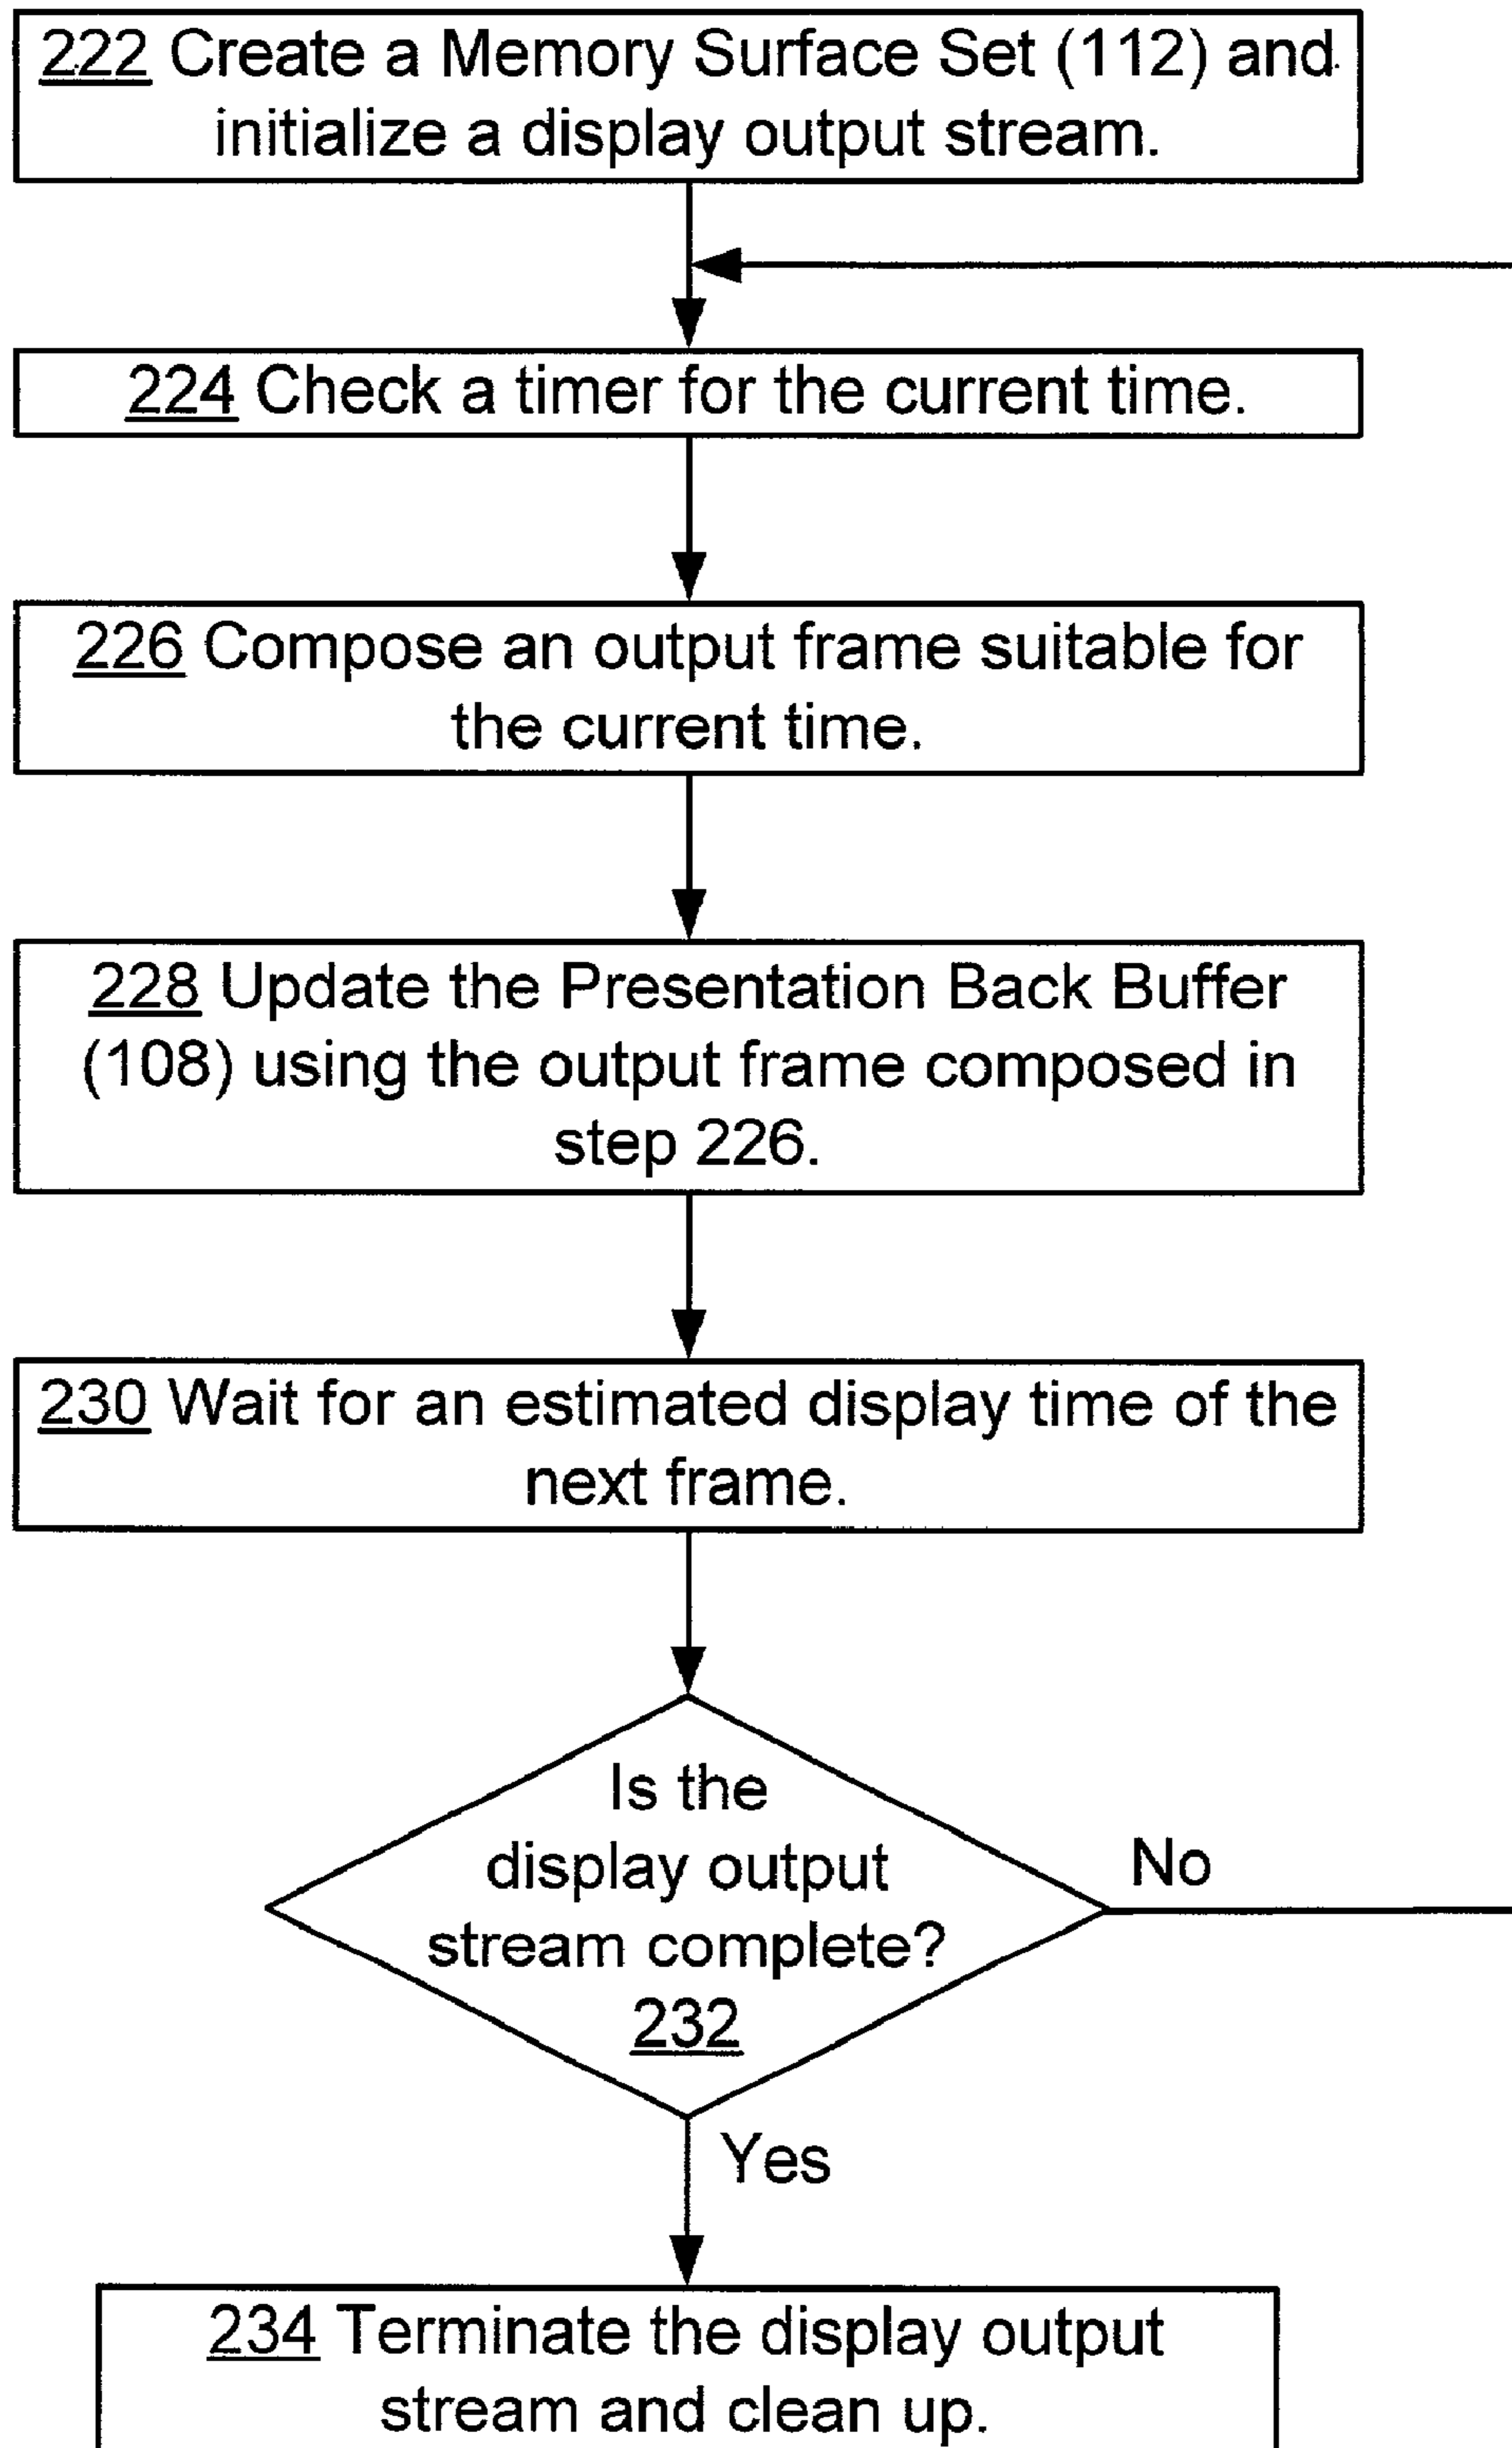 222 Create a Memory Surface Set (112) and
initialize a display output stream.
224 Check a timer for the current time.
226 Compose an output frame suitable for
the current time.
228 Update the Presentation Back Buffer
(108) using the output frame composed in
step 226.
230 Wait for an estimated display time of the
next frame.
Is the
display output
stream complete?
232
No
Yes
234 Terminate the display output
stream and clean up.